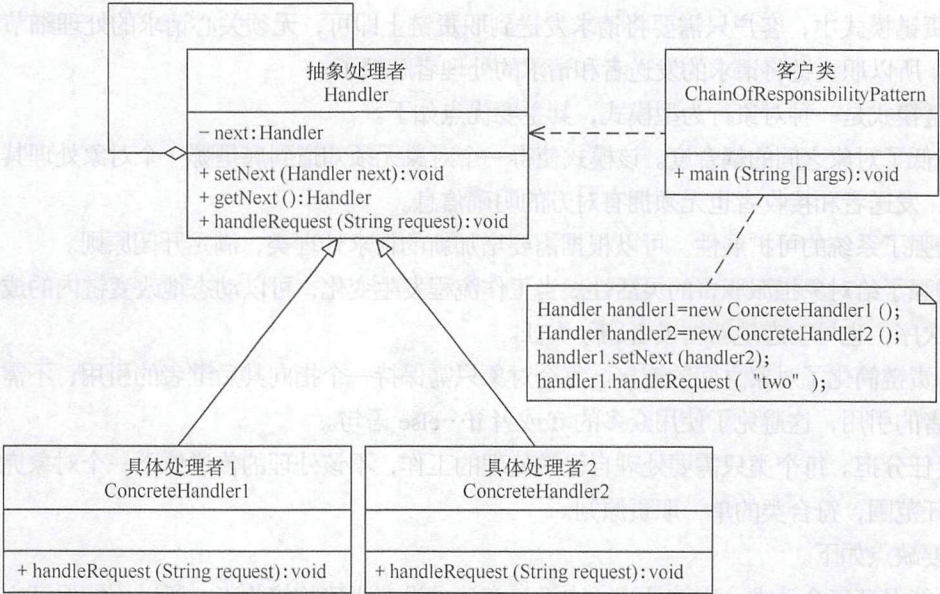 抽象处理者
Handler
- next:Handler
+ setNext (Handler next):void
+ getNext ():Handler
+ handleRequest (String request):void
客户类
ChainOfResponsibilityPattern
+ main (String [] args):void
Handler handler1=new ConcreteHandler1 ();
Handler handler2=new ConcreteHandler2 ();
handler1.setNext (handler2);
handler1.handleRequest ( "two" );
具体处理者1
ConcreteHandler1
+ handleRequest (String request):void
具体处理者2
ConcreteHandler2
+ handleRequest (String request):void